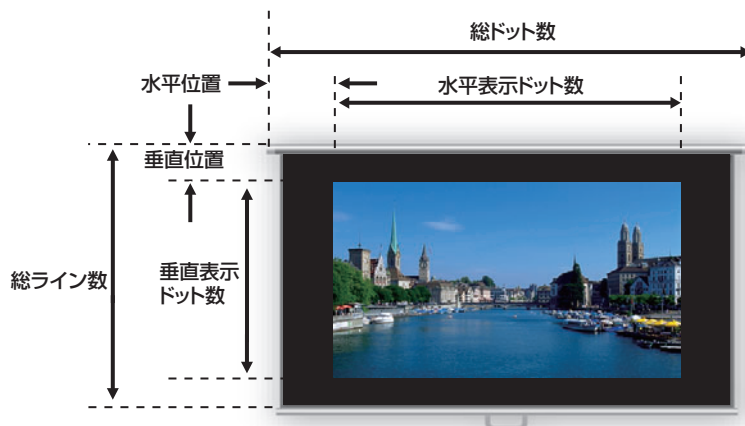 総ドット数
水平位置
水平表示ドット数
垂直位置
総ライン数
垂直表示
ドット数